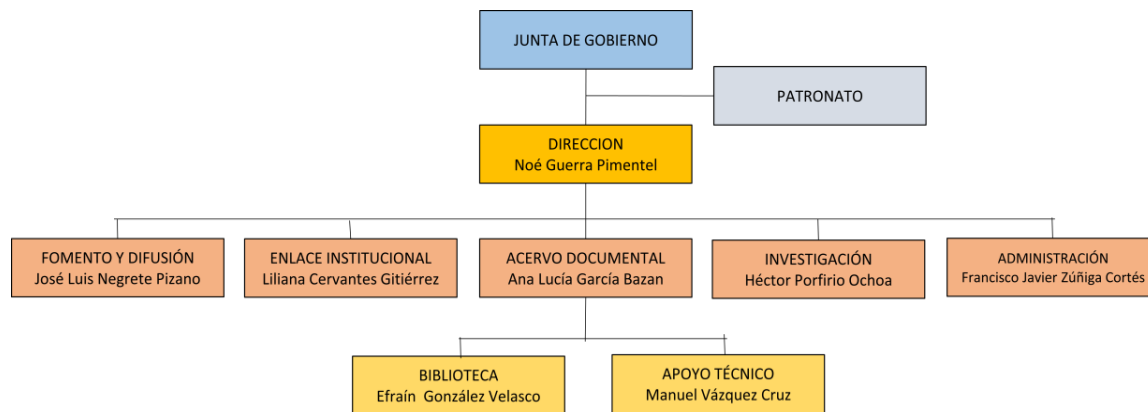 JUNTA DE GOBIERNO
PATRONATO
DIRECCION
Noé Guerra Pimentel
FOMENTO Y DIFUSIÓN
José Luis Negrete Pizano
ENLACE INSTITUCIONAL
Liliana Cervantes Gitiérrez
ACERVO DOCUMENTAL
Ana Lucía García Bazan
INVESTIGACIÓN
Héctor Porfirio Ochoa
ADMINISTRACIÓN
Francisco Javier Zúñiga Cortés
BIBLIOTECA
Efraín González Velasco
APOYO TÉCNICO
Manuel Vázquez Cruz